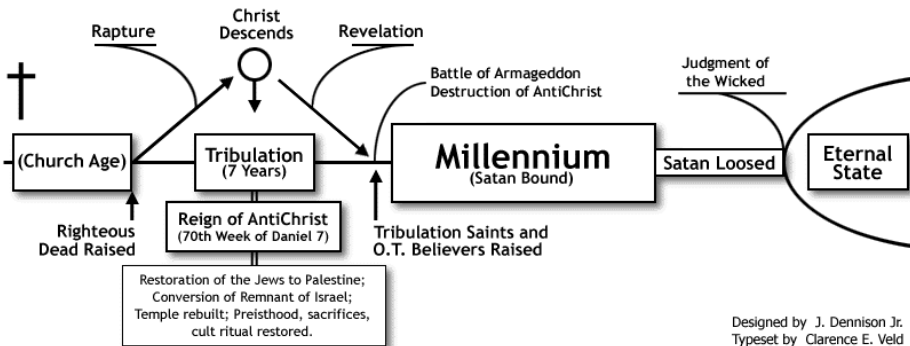 Christ
Descends
Rapture
Revelation
Battle of Armageddon
Destruction of AntiChrist
Judgment of
the Wicked
(Church Age)
Tribulation
(7 Years)
Millennium
(Satan Bound)
Satan Loosed
Eternal
State
Righteous
Dead Raised
Reign of AntiChrist
(70th Week of Daniel 7)
Tribulation Saints and
O.T. Believers Raised
Restoration of the Jews to Palestine;
Conversion of Remnant of Israel;
Temple rebuilt; Preisthood, sacrifices,
cult ritual restored.
Designed by J. Dennison Jr.
Typeset by Clarence E. Veld